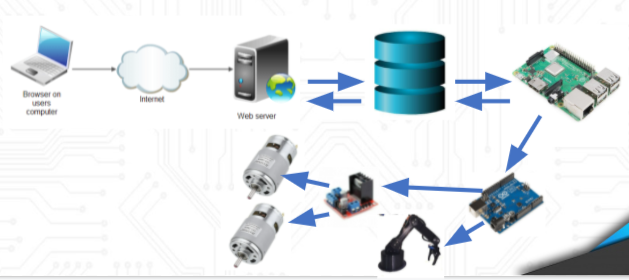 Browser on
users
computer
Internet
Web server